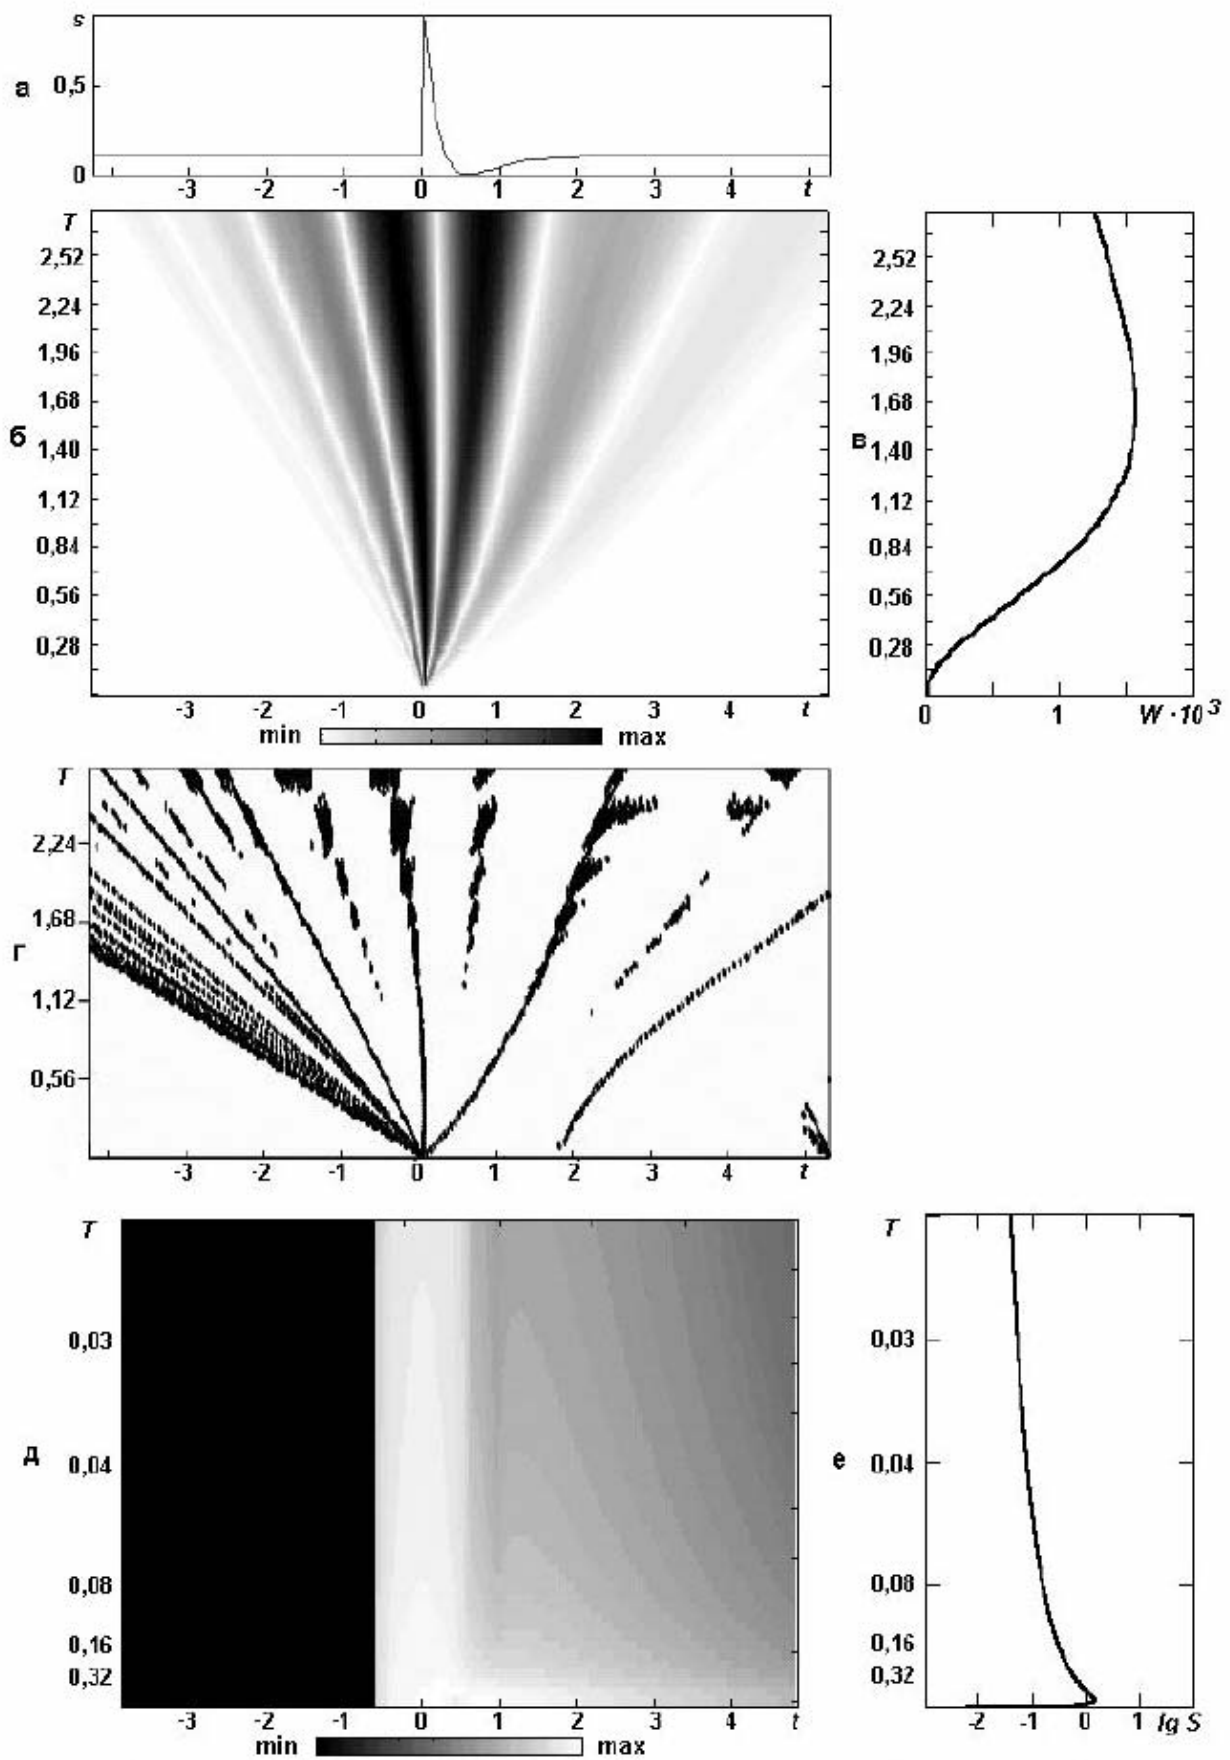 s
а 0,5
0
-3 -2 -1 0 1 2 3 4 t
T
2,52 2,52
2,24 2,24
1,96 1,96
1,68 1,68
б 1,40 в 1,40
1,12 1,12
0,84 0,84
0,56 0,56
0,28 0,28
-3 -2 -1 0 1 2 3 4 t 0 1 W·10³
min max
T
2,24
1,68
г
1,12
0,56
-3 -2 -1 0 1 2 3 4 t
T T
0,03 0,03
д 0,04 е 0,04
0,08 0,08
0,16 0,16
0,32 0,32
-3 -2 -1 0 1 2 3 4 t -2 -1 0 1 lg S
min max